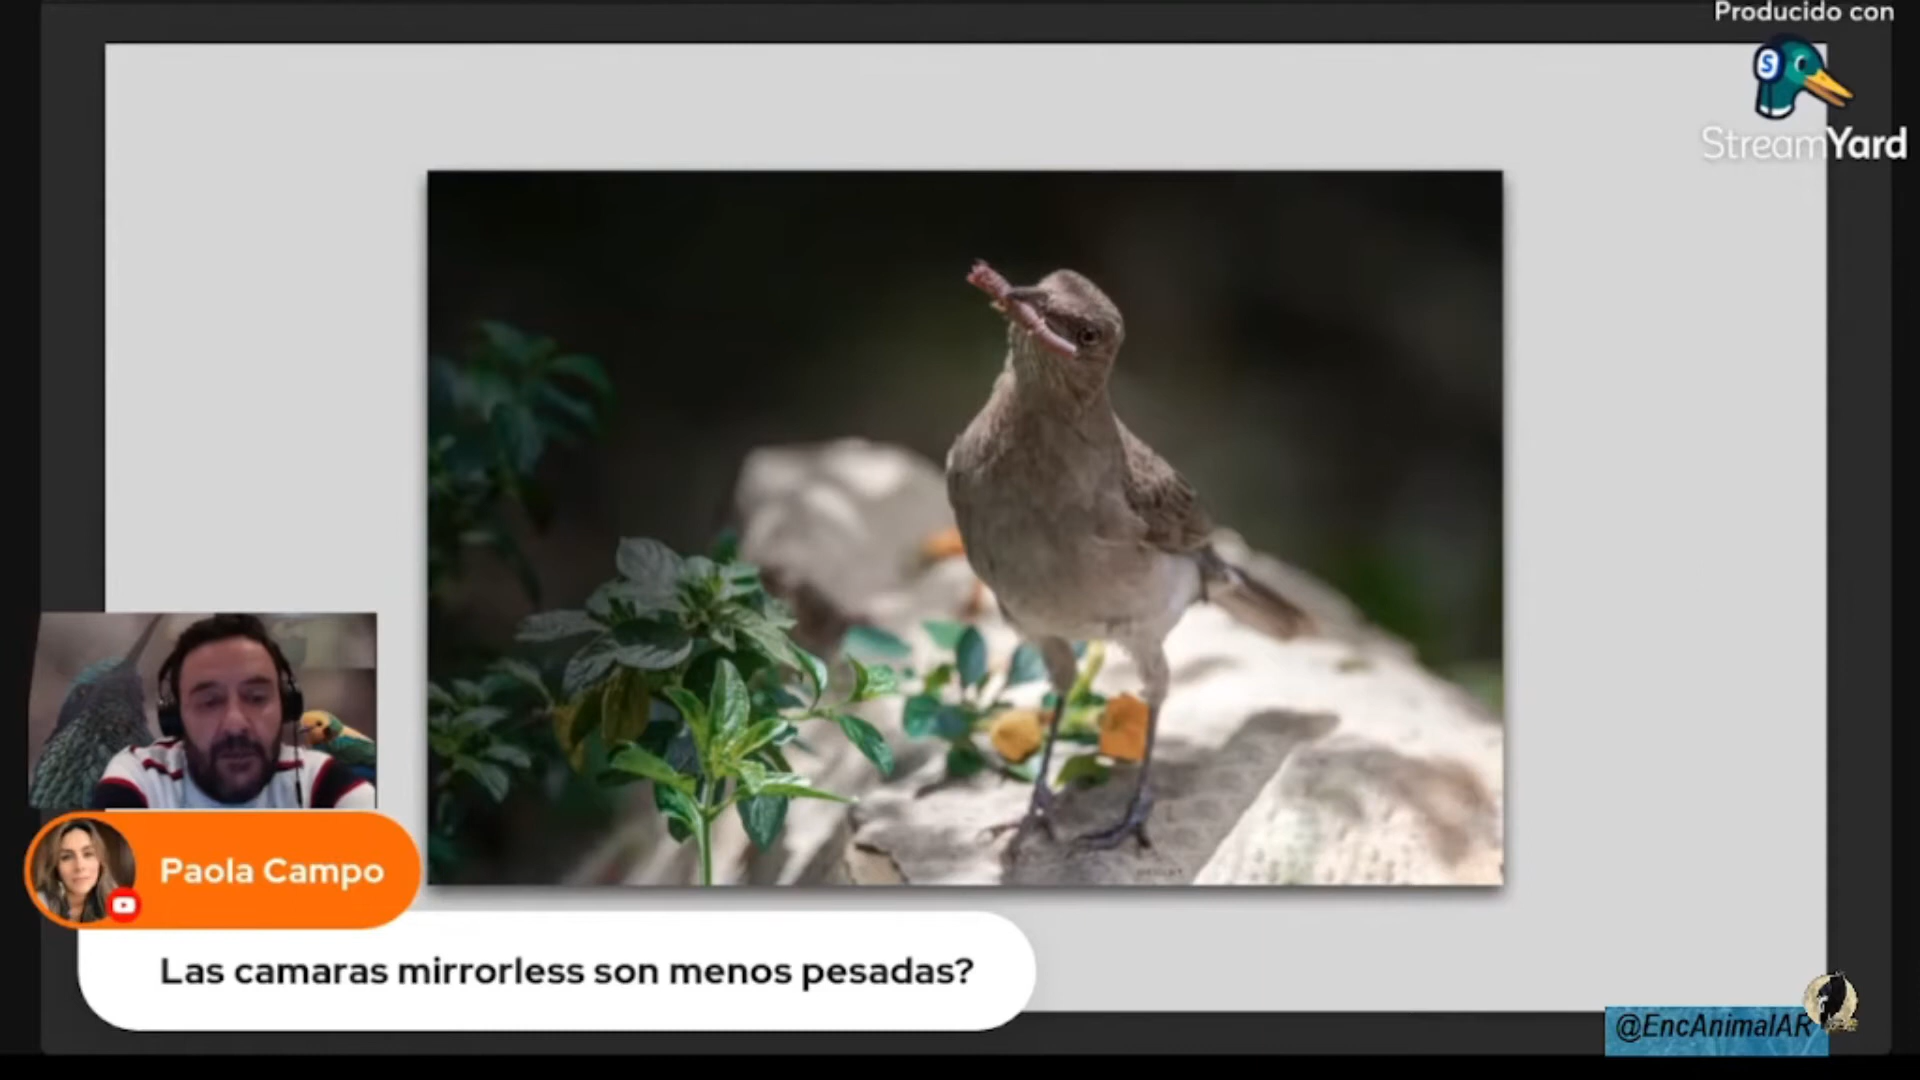 Producido con
S
StreamYard
Paola Campo
Las camaras mirrorless son menos pesadas?
@EncAnimalAR